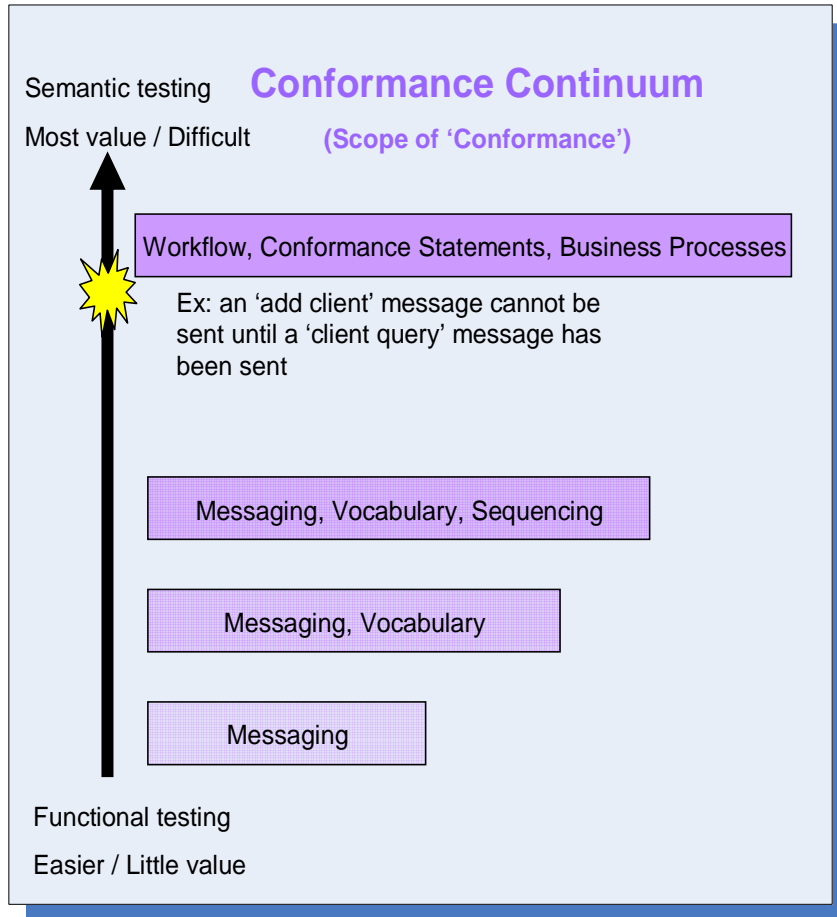 Semantic testing
Conformance Continuum
Most value / Difficult
(Scope of ‘Conformance’)
Workflow, Conformance Statements, Business Processes
Ex: an ‘add client’ message cannot be
sent until a ‘client query’ message has
been sent
Messaging, Vocabulary, Sequencing
Messaging, Vocabulary
Messaging
Functional testing
Easier / Little value